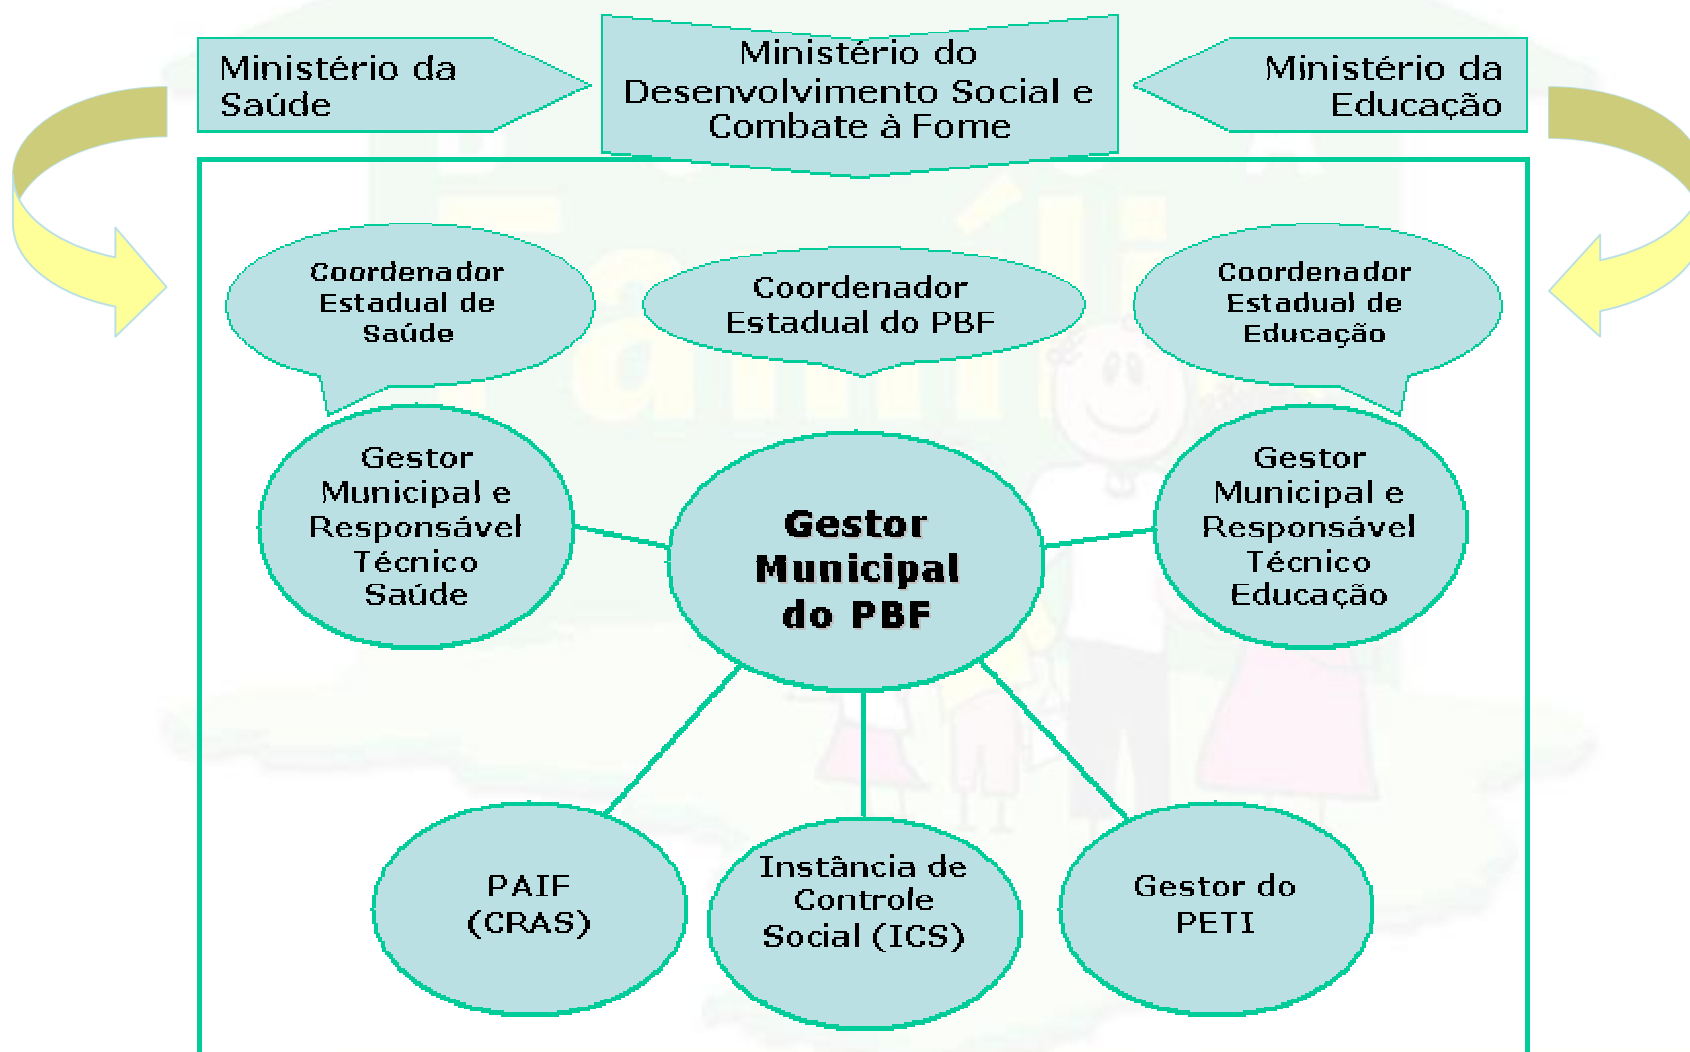 Ministério da
Saúde
Ministério do
Desenvolvimento Social e
Combate à Fome
Ministério da
Educação
Coordenador
Estadual de
Saúde
Coordenador
Estadual do PBF
Coordenador
Estadual de
Educação
Gestor
Municipal e
Responsável
Técnico
Saúde
Gestor
Municipal
do PBF
Gestor
Municipal e
Responsável
Técnico
Educação
PAIF
(CRAS)
Instância de
Controle
Social (ICS)
Gestor do
PETI